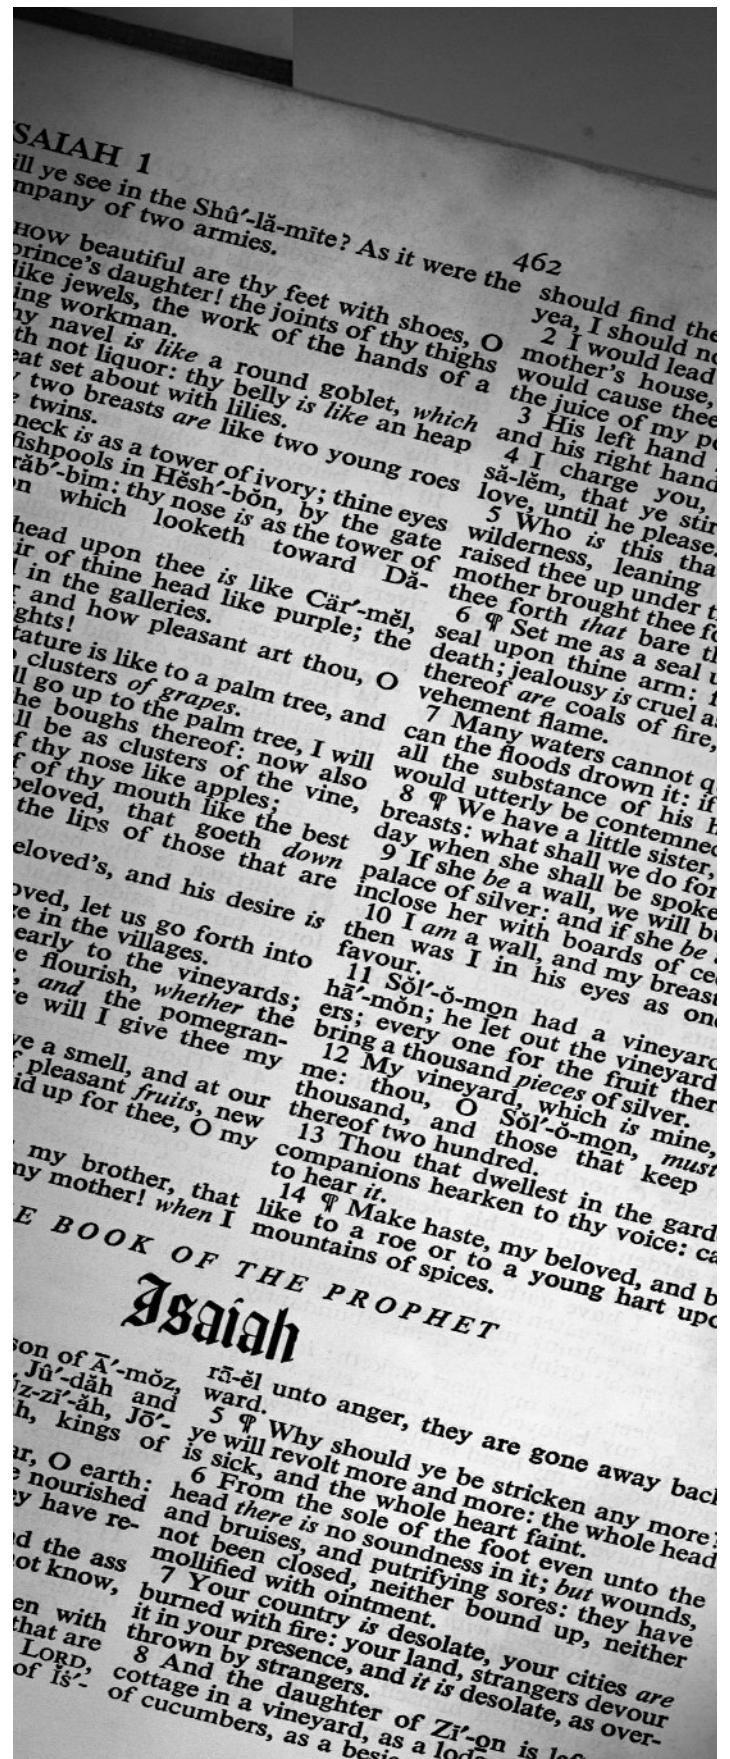 SAIAH 1
462
ill ye see in the Shû′-lă-mīte? As it were the
mpany of two armies.
HOW beautiful are thy feet with shoes, O
prince's daughter! the joints of thy thighs
like jewels, the work of the hands of a
ing workman.
hy navel is like a round goblet, which
th not liquor: thy belly is like an heap
eat set about with lilies.
two breasts are like two young roes
twins.
neck is as a tower of ivory; thine eyes
fishpools in Hĕsh′-bŏn, by the gate
răb′-bim: thy nose is as the tower of
on which looketh toward Dă-
head upon thee is like Cär′-mĕl,
ir of thine head like purple; the
in the galleries.
and how pleasant art thou, O
ghts!
tature is like to a palm tree, and
clusters of grapes.
ll go up to the palm tree, I will
he boughs thereof: now also
ll be as clusters of the vine,
f thy nose like apples;
f of thy mouth like the best
beloved, that goeth down
the lips of those that are
eloved's, and his desire is
oved, let us go forth into
ge in the villages.
early to the vineyards;
e flourish, whether the
, and the pomegran-
re will I give thee my
ve a smell, and at our
f pleasant fruits, new
id up for thee, O my
my brother, that
my mother! when I
should find thee
yea, I should no
2 I would lead
mother's house,
would cause thee
the juice of my po
3 His left hand
and his right hand
4 I charge you,
să-lĕm, that ye stir
love, until he please.
5 Who is this tha
wilderness, leaning
raised thee up under t
mother brought thee fo
thee forth that bare th
6 ¶ Set me as a seal u
seal upon thine arm: f
death; jealousy is cruel a
thereof are coals of fire,
vehement flame.
7 Many waters cannot q
can the floods drown it: if
all the substance of his h
would utterly be contemned
8 ¶ We have a little sister,
breasts: what shall we do for
day when she shall be spoke
9 If she be a wall, we will bu
palace of silver: and if she be
inclose her with boards of ce
10 I am a wall, and my breast
then was I in his eyes as one
favour.
11 Sŏl′-ŏ-mon had a vineyard
hā′-mŏn; he let out the vineyard
ers; every one for the fruit ther
bring a thousand pieces of silver.
12 My vineyard, which is mine,
me: thou, O Sŏl′-ŏ-mon, must
thousand, and those that keep
thereof two hundred.
13 Thou that dwellest in the gard
companions hearken to thy voice: ca
to hear it.
14 ¶ Make haste, my beloved, and b
like to a roe or to a young hart upo
mountains of spices.
E BOOK OF THE PROPHET
Isaiah
son of Ā′-mŏz,
Jû′-dăh and
Ŭz-zī′-ăh, Jō′-
h, kings of
ar, O earth:
e nourished
ey have re-
d the ass
not know,
en with
that are
LORD,
of Ĭs̆′-
rā-ĕl unto anger, they are gone away back
ward.
5 ¶ Why should ye be stricken any more?
ye will revolt more and more: the whole head
is sick, and the whole heart faint.
6 From the sole of the foot even unto the
head there is no soundness in it; but wounds,
and bruises, and putrifying sores: they have
not been closed, neither bound up, neither
mollified with ointment.
7 Your country is desolate, your cities are
burned with fire: your land, strangers devour
it in your presence, and it is desolate, as over-
thrown by strangers.
8 And the daughter of Zī′-on is left
cottage in a vineyard, as a lod
of cucumbers, as a besie